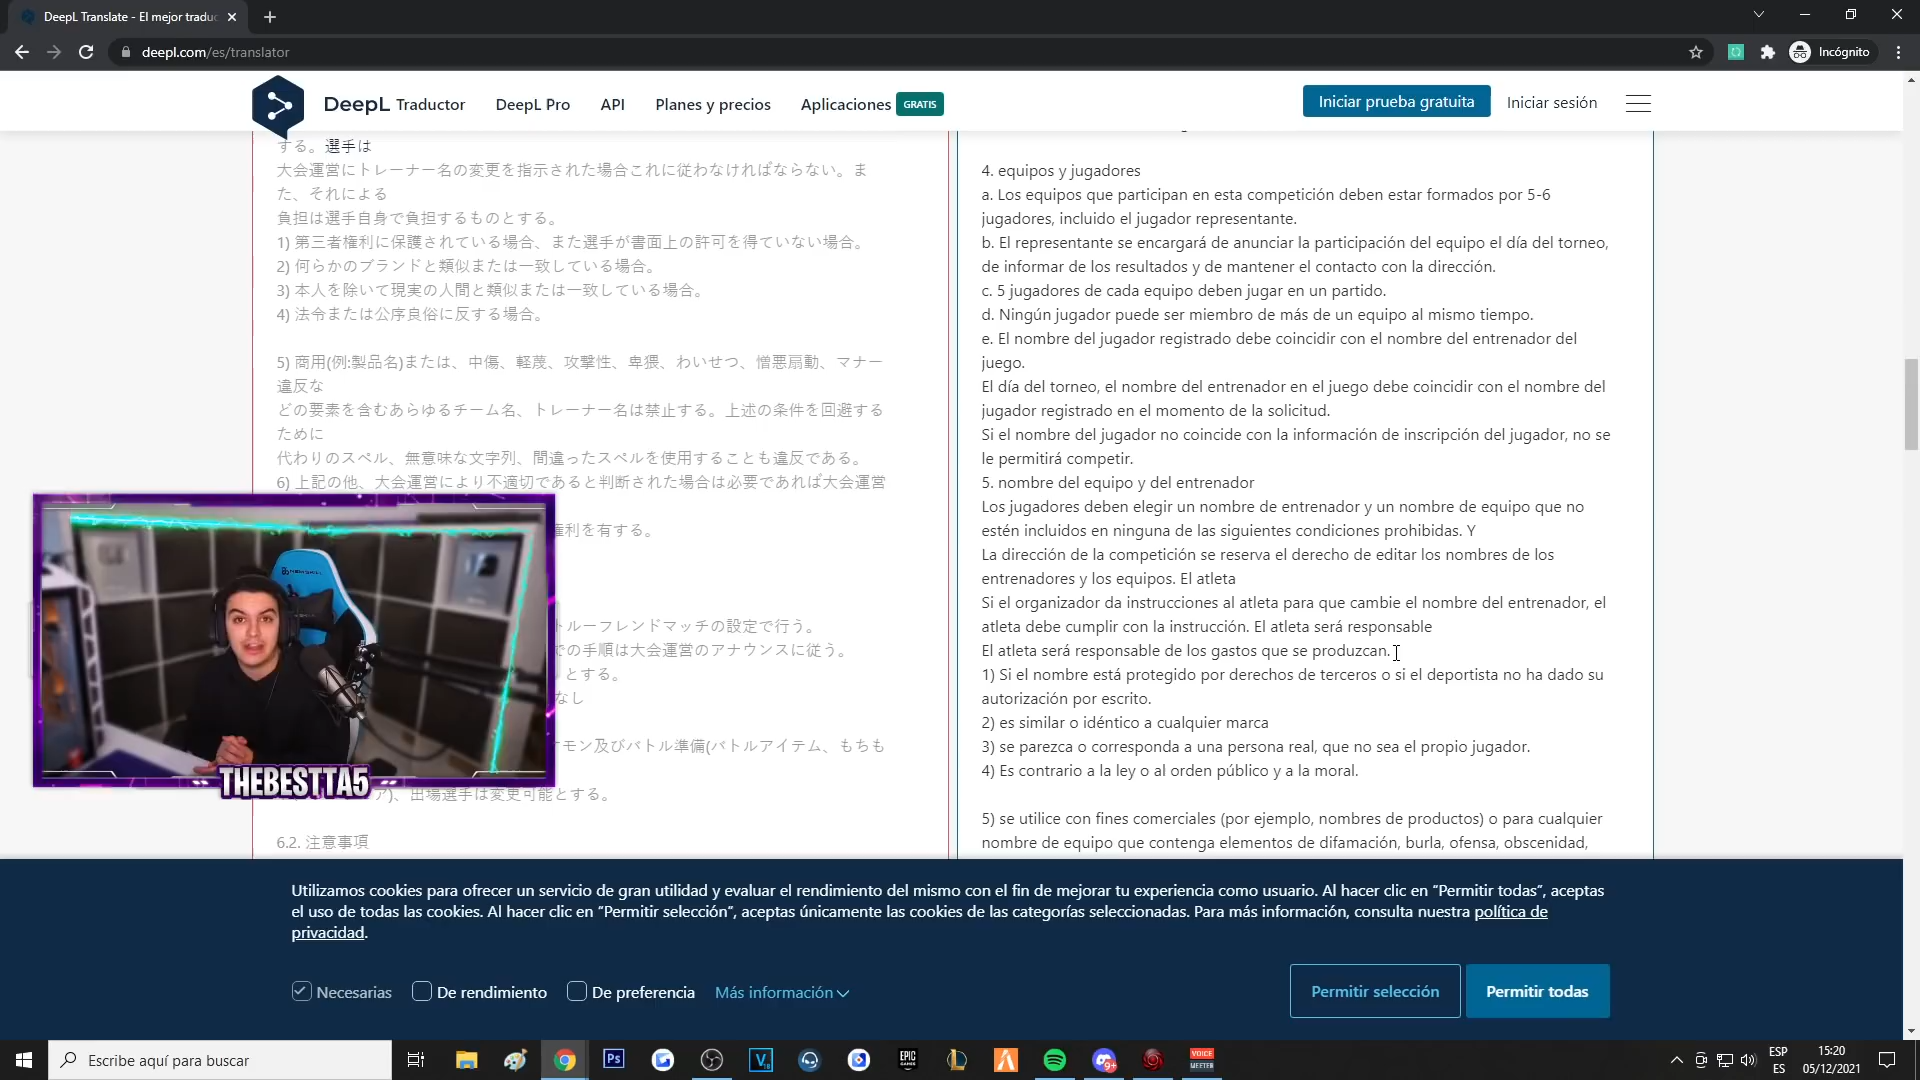 DeepL Translate - El mejor traduc
deepl.com/es/translator
Incógnito
DeepL Traductor
DeepL Pro
API
Planes y precios
Aplicaciones GRATIS
Iniciar prueba gratuita
Iniciar sesión
する。選手は
大会運営にトレーナー名の変更を指示された場合これに従わなければならない。ま
た、それによる
負担は選手自身で負担するものとする。
1) 第三者権利に保護されている場合、また選手が書面上の許可を得ていない場合。
2) 何らかのブランドと類似または一致している場合。
3) 本人を除いて現実の人間と類似または一致している場合。
4) 法令または公序良俗に反する場合。
5) 商用(例:製品名)または、中傷、軽蔑、攻撃性、卑猥、わいせつ、憎悪扇動、マナー
違反な
どの要素を含むあらゆるチーム名、トレーナー名は禁止する。上述の条件を回避する
ために
代わりのスペル、無意味な文字列、間違ったスペルを使用することも違反である。
6) 上記の他、大会運営により不適切であると判断された場合は必要であれば大会運営
権利を有する。
トルーフレンドマッチの設定で行う。
での手順は大会運営のアナウンスに従う。
とする。
なし
ケモン及びバトル準備(バトルアイテム、もちも
ア)、出場選手は変更可能とする。
6.2. 注意事項
4. equipos y jugadores
a. Los equipos que participan en esta competición deben estar formados por 5-6
jugadores, incluido el jugador representante.
b. El representante se encargará de anunciar la participación del equipo el día del torneo,
de informar de los resultados y de mantener el contacto con la dirección.
c. 5 jugadores de cada equipo deben jugar en un partido.
d. Ningún jugador puede ser miembro de más de un equipo al mismo tiempo.
e. El nombre del jugador registrado debe coincidir con el nombre del entrenador del
juego.
El día del torneo, el nombre del entrenador en el juego debe coincidir con el nombre del
jugador registrado en el momento de la solicitud.
Si el nombre del jugador no coincide con la información de inscripción del jugador, no se
le permitirá competir.
5. nombre del equipo y del entrenador
Los jugadores deben elegir un nombre de entrenador y un nombre de equipo que no
estén incluidos en ninguna de las siguientes condiciones prohibidas. Y
La dirección de la competición se reserva el derecho de editar los nombres de los
entrenadores y los equipos. El atleta
Si el organizador da instrucciones al atleta para que cambie el nombre del entrenador, el
atleta debe cumplir con la instrucción. El atleta será responsable
El atleta será responsable de los gastos que se produzcan.
1) Si el nombre está protegido por derechos de terceros o si el deportista no ha dado su
autorización por escrito.
2) es similar o idéntico a cualquier marca
3) se parezca o corresponda a una persona real, que no sea el propio jugador.
4) Es contrario a la ley o al orden público y a la moral.
5) se utilice con fines comerciales (por ejemplo, nombres de productos) o para cualquier
nombre de equipo que contenga elementos de difamación, burla, ofensa, obscenidad,
THEBESTTA5
Utilizamos cookies para ofrecer un servicio de gran utilidad y evaluar el rendimiento del mismo con el fin de mejorar tu experiencia como usuario. Al hacer clic en “Permitir todas”, aceptas
el uso de todas las cookies. Al hacer clic en “Permitir selección”, aceptas únicamente las cookies de las categorías seleccionadas. Para más información, consulta nuestra política de
privacidad.
Necesarias
De rendimiento
De preferencia
Más información
Permitir selección
Permitir todas
Escribe aquí para buscar
Ps
EPIC
GAMES
9+
VOICE
MEETER
ESP
ES
15:20
05/12/2021